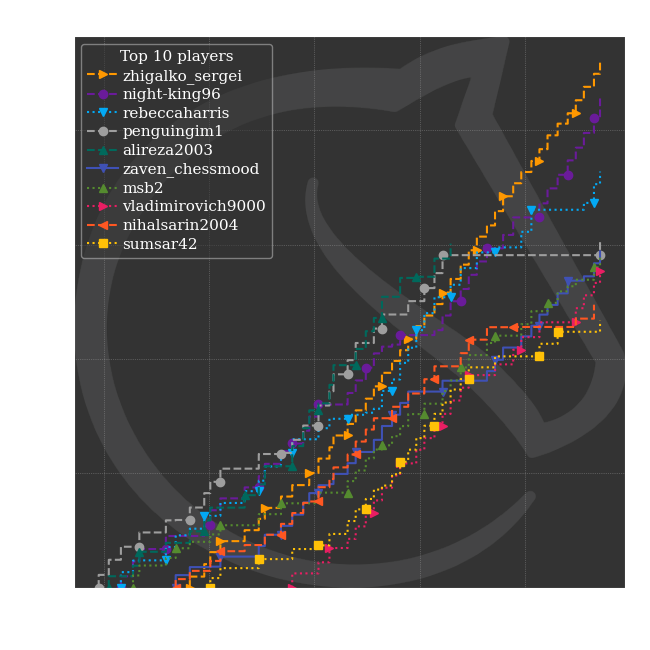 Top 10 players
zhigalko_sergei
night-king96
rebeccaharris
penguingim1
alireza2003
zaven_chessmood
msb2
vladimirovich9000
nihalsarin2004
sumsar42